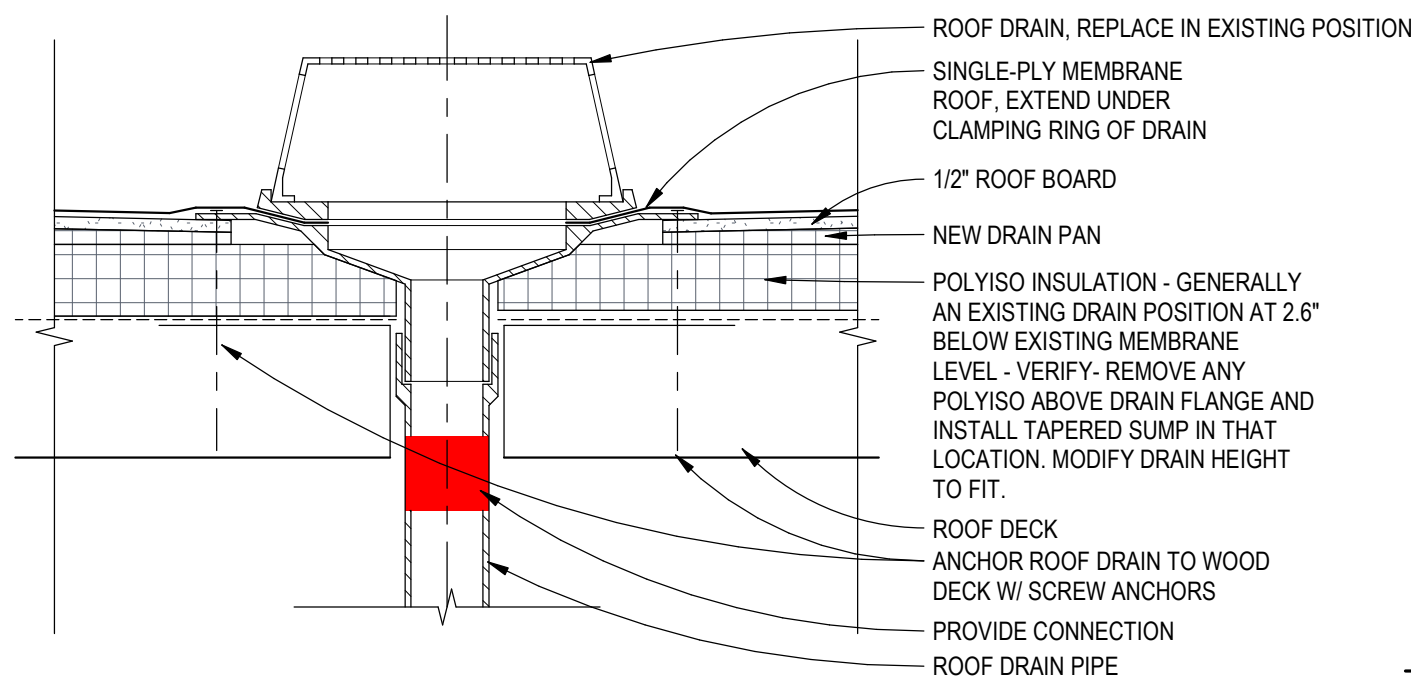 ROOF DRAIN, REPLACE IN EXISTING POSITION
SINGLE-PLY MEMBRANE
ROOF, EXTEND UNDER
CLAMPING RING OF DRAIN
1/2" ROOF BOARD
NEW DRAIN PAN
POLYISO INSULATION - GENERALLY
AN EXISTING DRAIN POSITION AT 2.6"
BELOW EXISTING MEMBRANE
LEVEL - VERIFY- REMOVE ANY
POLYISO ABOVE DRAIN FLANGE AND
INSTALL TAPERED SUMP IN THAT
LOCATION. MODIFY DRAIN HEIGHT
TO FIT.
ROOF DECK
ANCHOR ROOF DRAIN TO WOOD
DECK W/ SCREW ANCHORS
PROVIDE CONNECTION
ROOF DRAIN PIPE